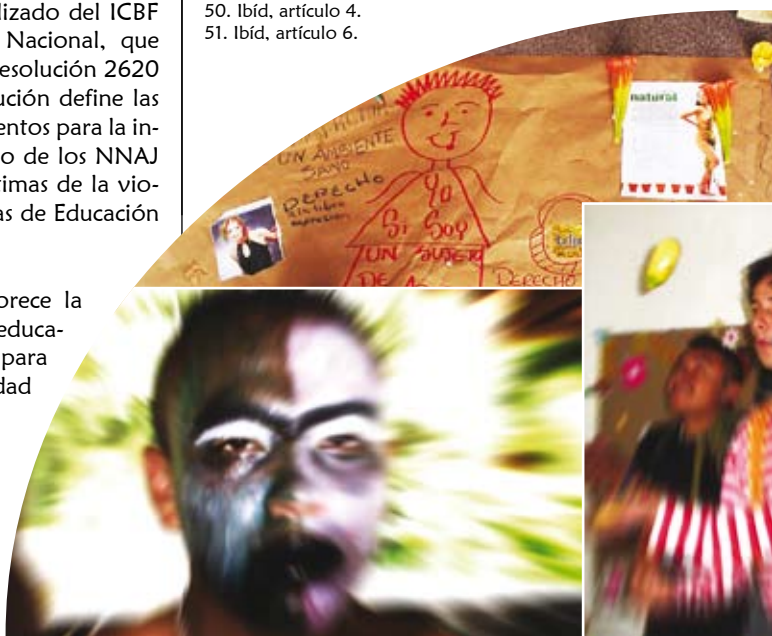 lizado del ICBF
Nacional, que
esolución 2620
ución define las
entos para la in-
o de los NNAJ
imas de la vio-
as de Educación
orece la
educa-
para
dad
50. Ibíd, artículo 4.
51. Ibíd, artículo 6.
UN AMBIENTE
SANO
DERECHO
Yo
Si Soy
UN SUJETO
DE
DERECHO
natural